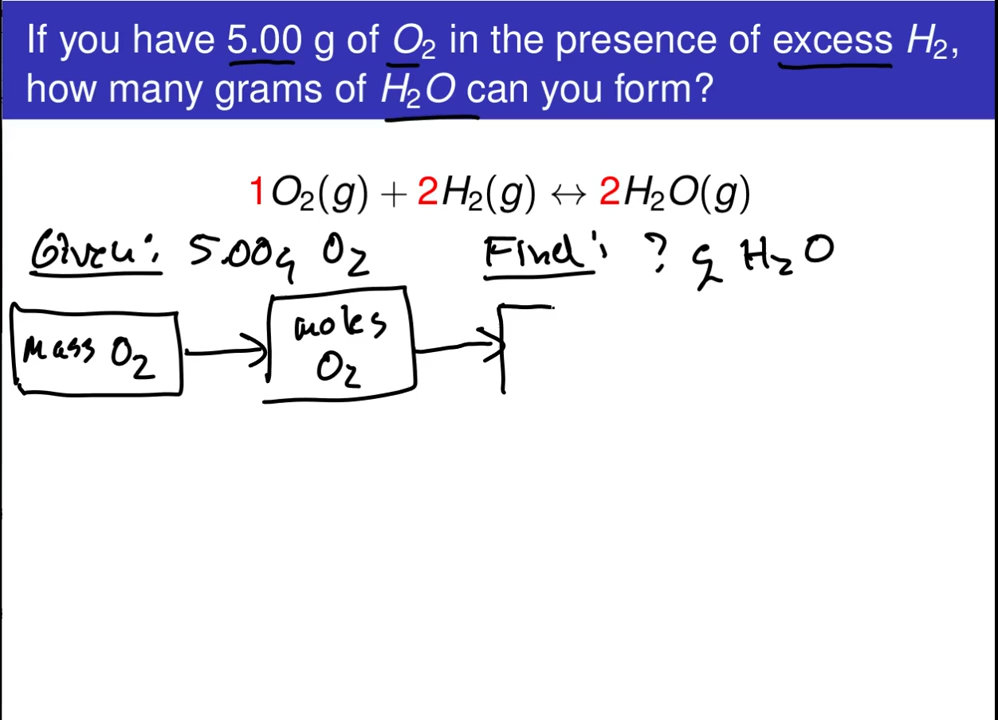 If you have 5.00 g of O₂ in the presence of excess H₂,
how many grams of H₂O can you form?
1O₂(g) + 2H₂(g) ↔ 2H₂O(g)
Given: 5.00g O₂ Find: ? g H₂O
Mass O₂ → moles O₂ →